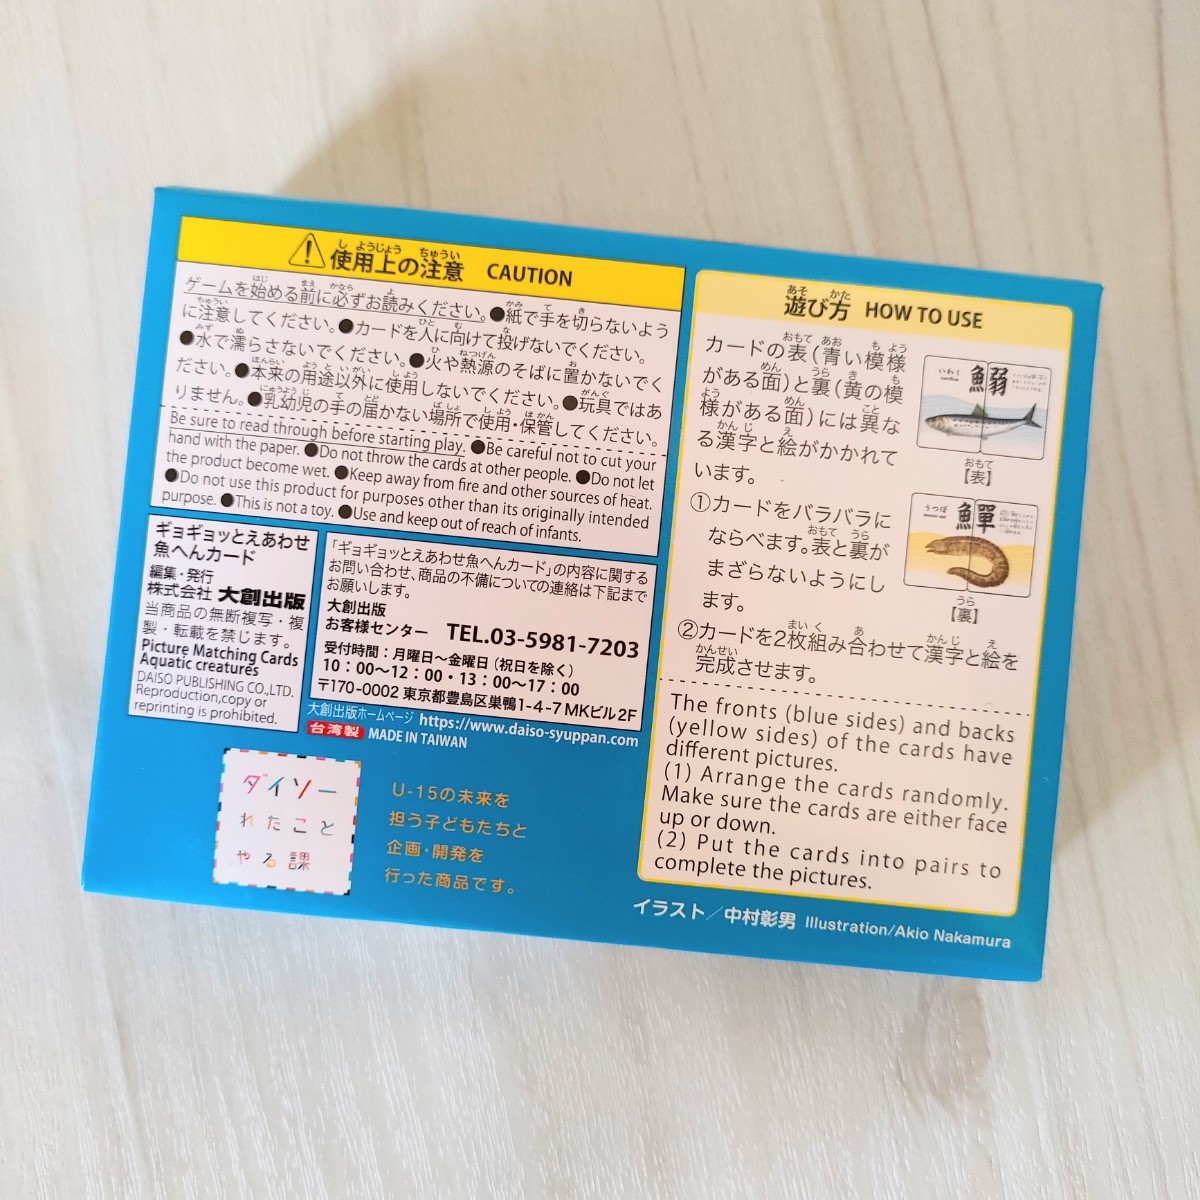 使用上の注意 CAUTION
ゲームを始める前に必ずお読みください。●紙で手を切らないよう
に注意してください。●カードを人に向けて投げないでください。
●水で濡らさないでください。●火や熱源のそばに置かないでく
ださい。●本来の用途以外に使用しないでください。●玩具ではあ
りません。●乳幼児の手の届かない場所で使用・保管してください。
Be sure to read through before starting play. ●Be careful not to cut your
hand with the paper. ●Do not throw the cards at other people. ●Do not let
the product become wet. ●Keep away from fire and other sources of heat.
●Do not use this product for purposes other than its originally intended
purpose. ●This is not a toy. ●Use and keep out of reach of infants.
ギョギョッとえあわせ
魚へんカード
編集・発行
株式会社 大創出版
当商品の無断複写・複
製・転載を禁じます。
Picture Matching Cards
Aquatic creatures
DAISO PUBLISHING CO.,LTD.
Reproduction,copy or
reprinting is prohibited.
「ギョギョッとえあわせ魚へんカード」の内容に関する
お問い合わせ、商品の不備についての連絡は下記まで
お願いします。
大創出版
お客様センター TEL.03-5981-7203
受付時間:月曜日〜金曜日(祝日を除く)
10:00〜12:00・13:00〜17:00
〒170-0002 東京都豊島区巣鴨1-4-7 MKビル2F
大創出版ホームページ https://www.daiso-syuppan.com
台湾製 MADE IN TAIWAN
ダイソー
れたこと
やる課
U-15の未来を
担う子どもたちと
企画・開発を
行った商品です。
遊び方 HOW TO USE
カードの表(青い模様
がある面)と裏(黄の模
様がある面)には異な
る漢字と絵がかかれて
います。
①カードをバラバラに
ならべます。表と裏が
まざらないようにし
ます。
②カードを2枚組み合わせて漢字と絵を
完成させます。
いわし
鰯
【表】
うつぼ
鱓
【裏】
The fronts (blue sides) and backs
(yellow sides) of the cards have
different pictures.
(1) Arrange the cards randomly.
Make sure the cards are either face
up or down.
(2) Put the cards into pairs to
complete the pictures.
イラスト／中村彰男 Illustration/Akio Nakamura